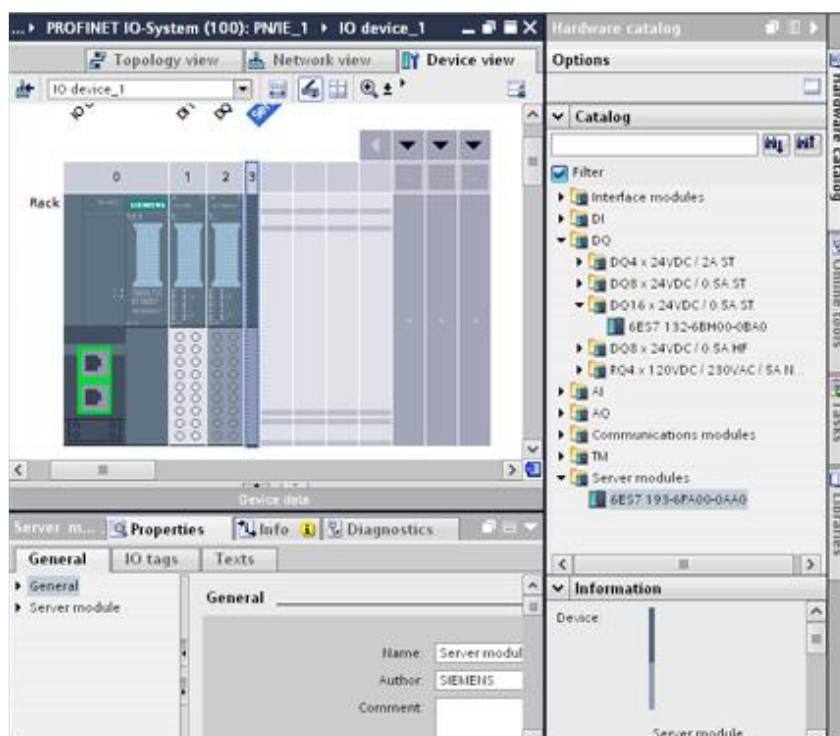 ... ▸ PROFINET IO-System (100): PN/IE_1 ▸ IO device_1
Topology view
Network view
Device view
IO device_1
DI 1
DQ
0
1
2
3
Rack
SIEMENS
Device data
Server m...
Properties
Info
Diagnostics
General
IO tags
Texts
General
Server module
General
Name:
Server modul
Author:
SIEMENS
Comment:
Hardware catalog
Options
Catalog
Filter
Interface modules
DI
DQ
DQ4 x 24VDC / 2A ST
DQ8 x 24VDC / 0.5A ST
DQ16 x 24VDC / 0.5A ST
6ES7 132-6BH00-0BA0
DQ8 x 24VDC / 0.5A HF
RQ4 x 120VDC / 230VAC / 5A N...
AI
AQ
Communications modules
TM
Server modules
6ES7 193-6PA00-0AA0
Information
Device:
Server module
Hardware catalog
Online tools
Tasks
Libraries